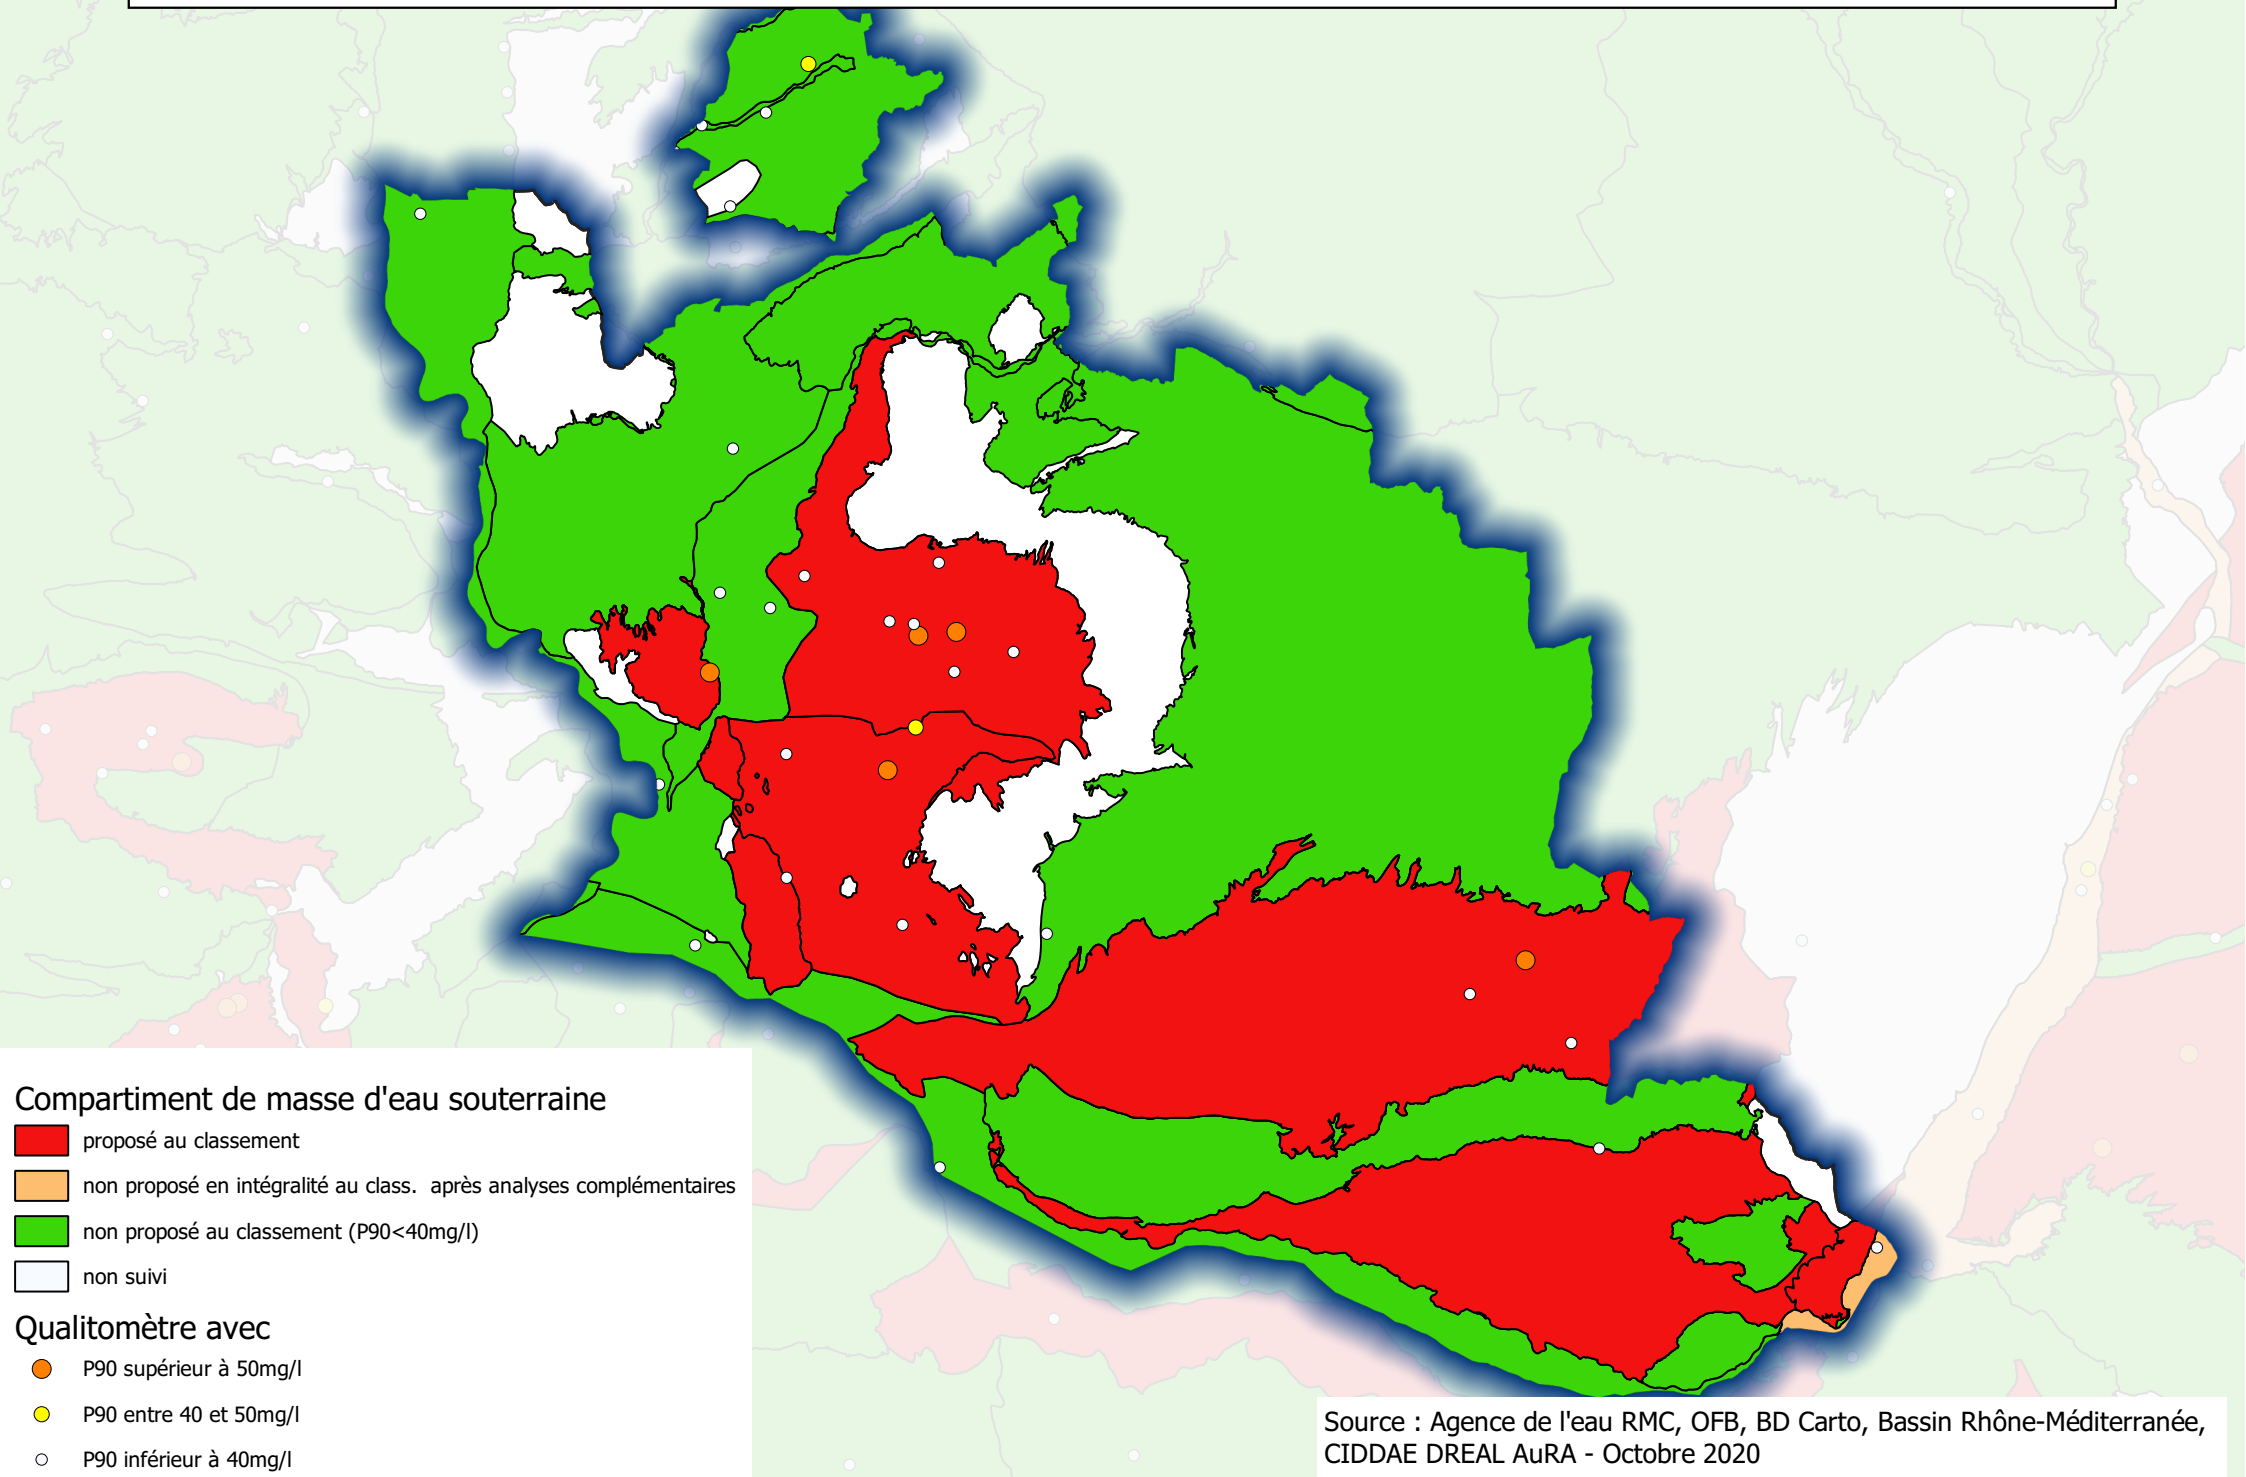 Compartiment de masse d'eau souterraine
proposé au classement
non proposé en intégralité au class. après analyses complémentaires
non proposé au classement (P90<40mg/l)
non suivi
Qualitomètre avec
P90 supérieur à 50mg/l
P90 entre 40 et 50mg/l
P90 inférieur à 40mg/l
Source : Agence de l'eau RMC, OFB, BD Carto, Bassin Rhône-Méditerranée,
CIDDAE DREAL AuRA - Octobre 2020